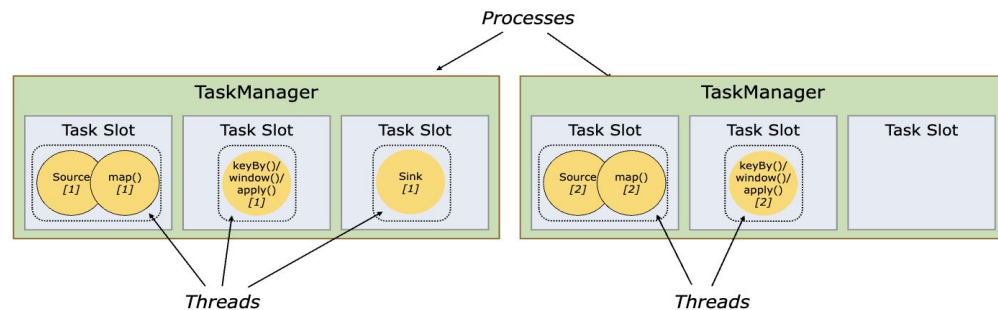 Processes
TaskManager
Task Slot
Source
[1]
map()
[1]
Task Slot
keyBy()/
window()/
apply()
[1]
Task Slot
Sink
[1]
TaskManager
Task Slot
Source
[2]
map()
[2]
Task Slot
keyBy()/
window()/
apply()
[2]
Task Slot
Threads
Threads